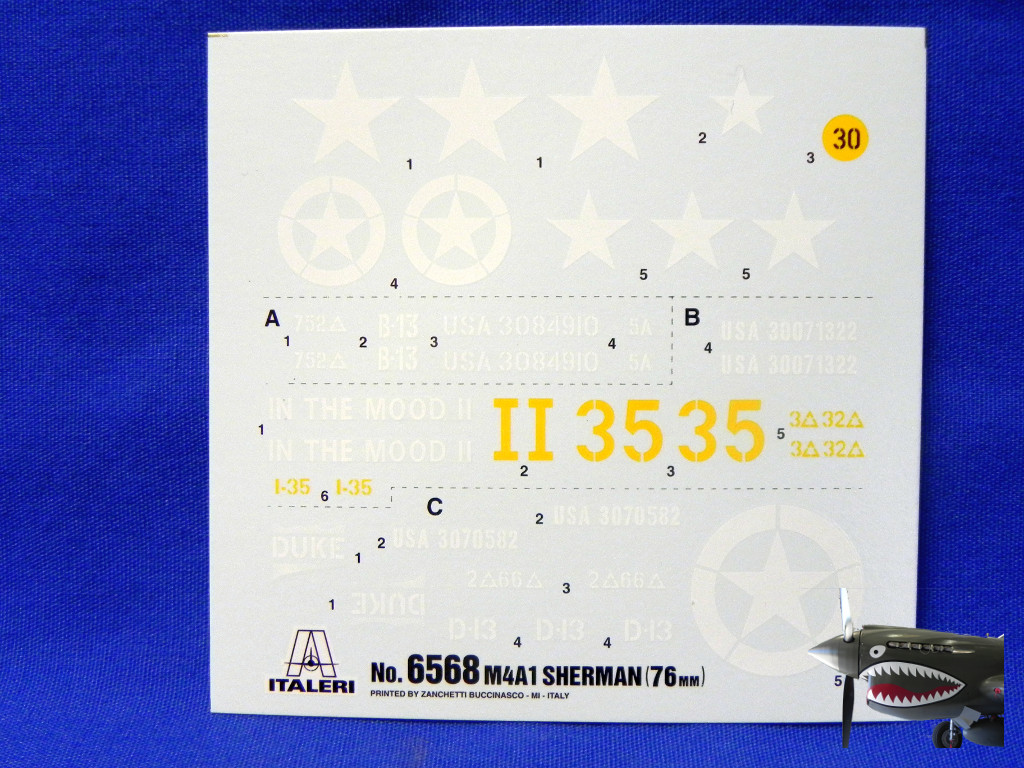 30
1 1 2 3
4 5 5
A 752△ B-13 USA 3084910 5A B USA 30071322
1 2 3 4 4
752△ B-13 USA 3084910 5A USA 30071322
IN THE MOOD II II 35 35 3△32△
1 5
IN THE MOOD II 3△32△
2 3
I-35 6 I-35
C
2 USA 3070582
DUKE 2 USA 3070582
1
2△66△ 3 2△66△
1 DUKE
D-13 D-13 D-13
4 4
ITALERI No. 6568 M4A1 SHERMAN (76MM)
5
PRINTED BY ZANCHETTI BUCCINASCO - MI - ITALY